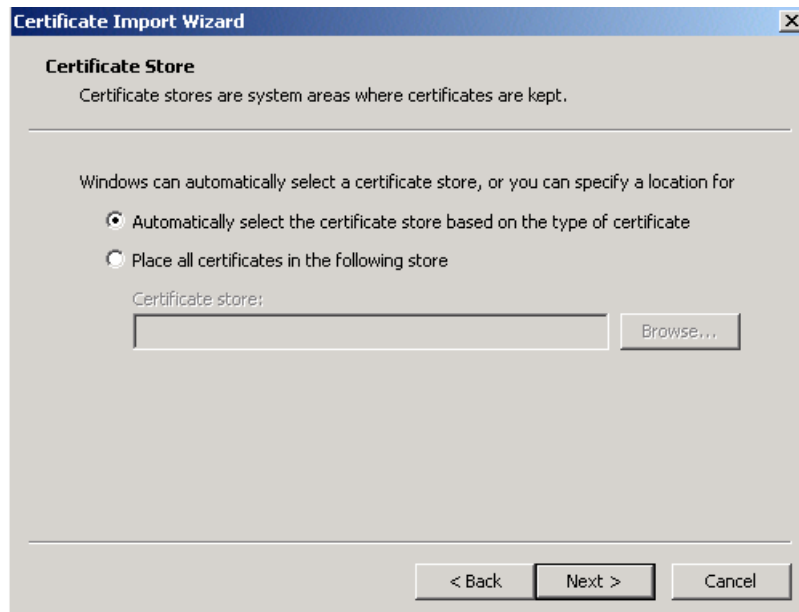 Certificate Import Wizard
Certificate Store
Certificate stores are system areas where certificates are kept.
Windows can automatically select a certificate store, or you can specify a location for
Automatically select the certificate store based on the type of certificate
Place all certificates in the following store
Certificate store:
Browse...
< Back Next > Cancel